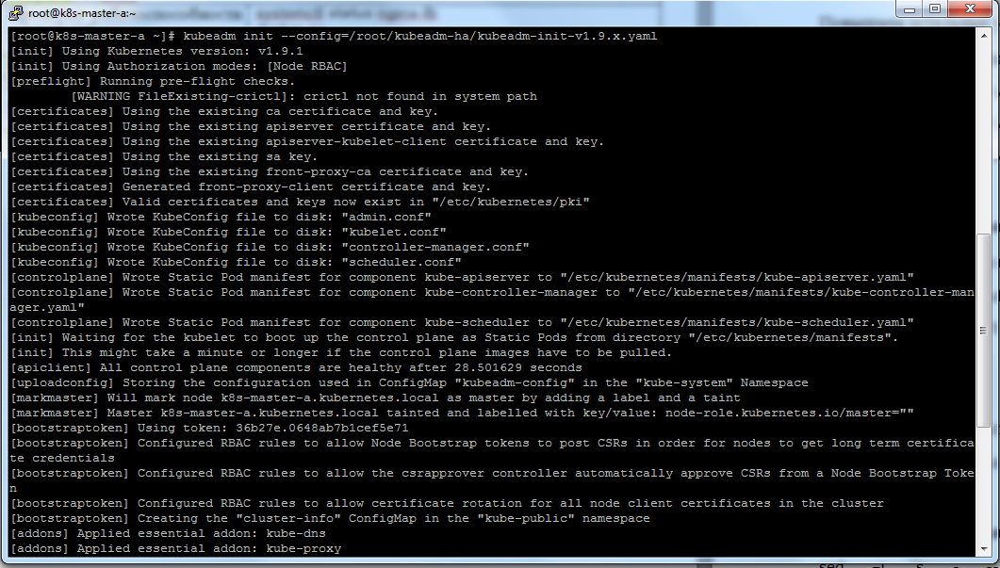 root@k8s-master-a:~
[root@k8s-master-a ~]# kubeadm init --config=/root/kubeadm-ha/kubeadm-init-v1.9.x.yaml
[init] Using Kubernetes version: v1.9.1
[init] Using Authorization modes: [Node RBAC]
[preflight] Running pre-flight checks.
        [WARNING FileExisting-crictl]: crictl not found in system path
[certificates] Using the existing ca certificate and key.
[certificates] Using the existing apiserver certificate and key.
[certificates] Using the existing apiserver-kubelet-client certificate and key.
[certificates] Using the existing sa key.
[certificates] Using the existing front-proxy-ca certificate and key.
[certificates] Generated front-proxy-client certificate and key.
[certificates] Valid certificates and keys now exist in "/etc/kubernetes/pki"
[kubeconfig] Wrote KubeConfig file to disk: "admin.conf"
[kubeconfig] Wrote KubeConfig file to disk: "kubelet.conf"
[kubeconfig] Wrote KubeConfig file to disk: "controller-manager.conf"
[kubeconfig] Wrote KubeConfig file to disk: "scheduler.conf"
[controlplane] Wrote Static Pod manifest for component kube-apiserver to "/etc/kubernetes/manifests/kube-apiserver.yaml"
[controlplane] Wrote Static Pod manifest for component kube-controller-manager to "/etc/kubernetes/manifests/kube-controller-man
ager.yaml"
[controlplane] Wrote Static Pod manifest for component kube-scheduler to "/etc/kubernetes/manifests/kube-scheduler.yaml"
[init] Waiting for the kubelet to boot up the control plane as Static Pods from directory "/etc/kubernetes/manifests".
[init] This might take a minute or longer if the control plane images have to be pulled.
[apiclient] All control plane components are healthy after 28.501629 seconds
[uploadconfig] Storing the configuration used in ConfigMap "kubeadm-config" in the "kube-system" Namespace
[markmaster] Will mark node k8s-master-a.kubernetes.local as master by adding a label and a taint
[markmaster] Master k8s-master-a.kubernetes.local tainted and labelled with key/value: node-role.kubernetes.io/master=""
[bootstraptoken] Using token: 36b27e.0648ab7b1cef5e71
[bootstraptoken] Configured RBAC rules to allow Node Bootstrap tokens to post CSRs in order for nodes to get long term certifica
te credentials
[bootstraptoken] Configured RBAC rules to allow the csrapprover controller automatically approve CSRs from a Node Bootstrap Toke
n
[bootstraptoken] Configured RBAC rules to allow certificate rotation for all node client certificates in the cluster
[bootstraptoken] Creating the "cluster-info" ConfigMap in the "kube-public" namespace
[addons] Applied essential addon: kube-dns
[addons] Applied essential addon: kube-proxy